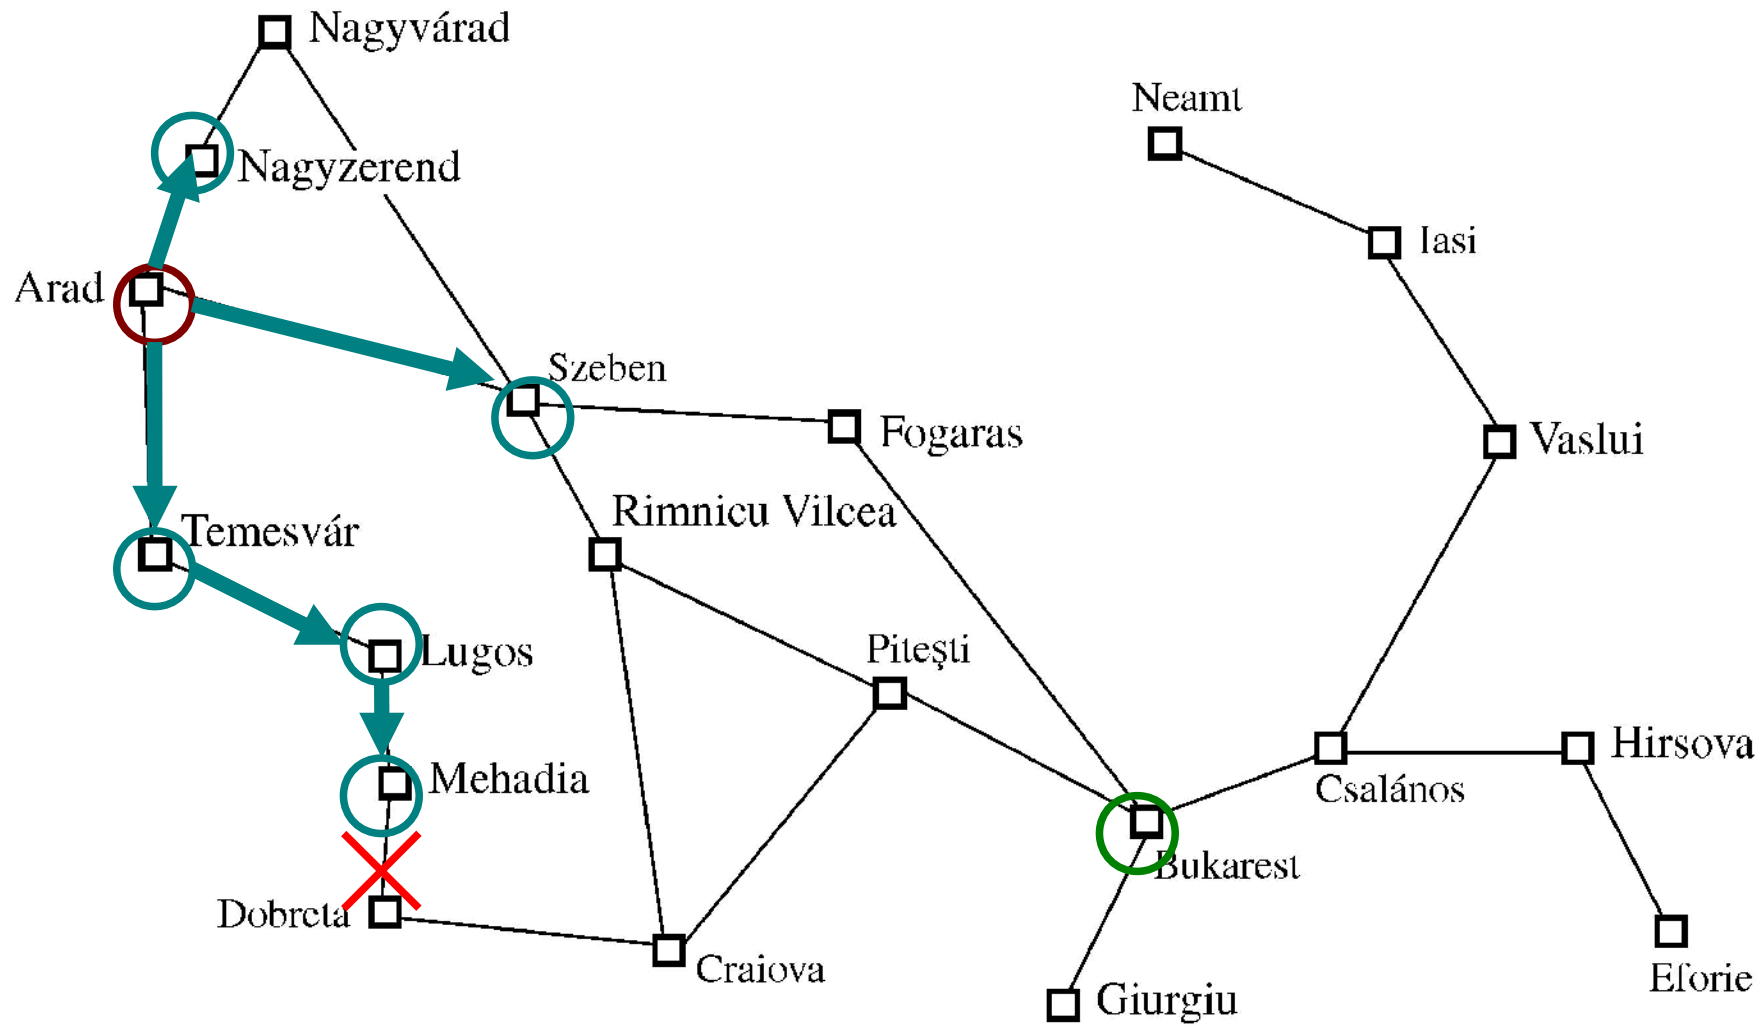 Nagyvárad
Neamt
Nagyzerend
Iasi
Arad
Szeben
Fogaras
Vaslui
Rimnicu Vilcea
Temesvár
Lugos
Piteşti
Hirsova
Mehadia
Csalános
Bukarest
Dobreta
Craiova
Eforie
Giurgiu